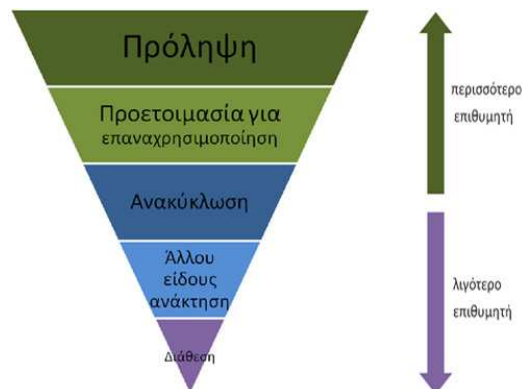 Πρόληψη
Προετοιμασία για
επαναχρησιμοποίηση
Ανακύκλωση
Άλλου
είδους
ανάκτηση
Διάθεση
περισσότερο
επιθυμητή
λιγότερο
επιθυμητή